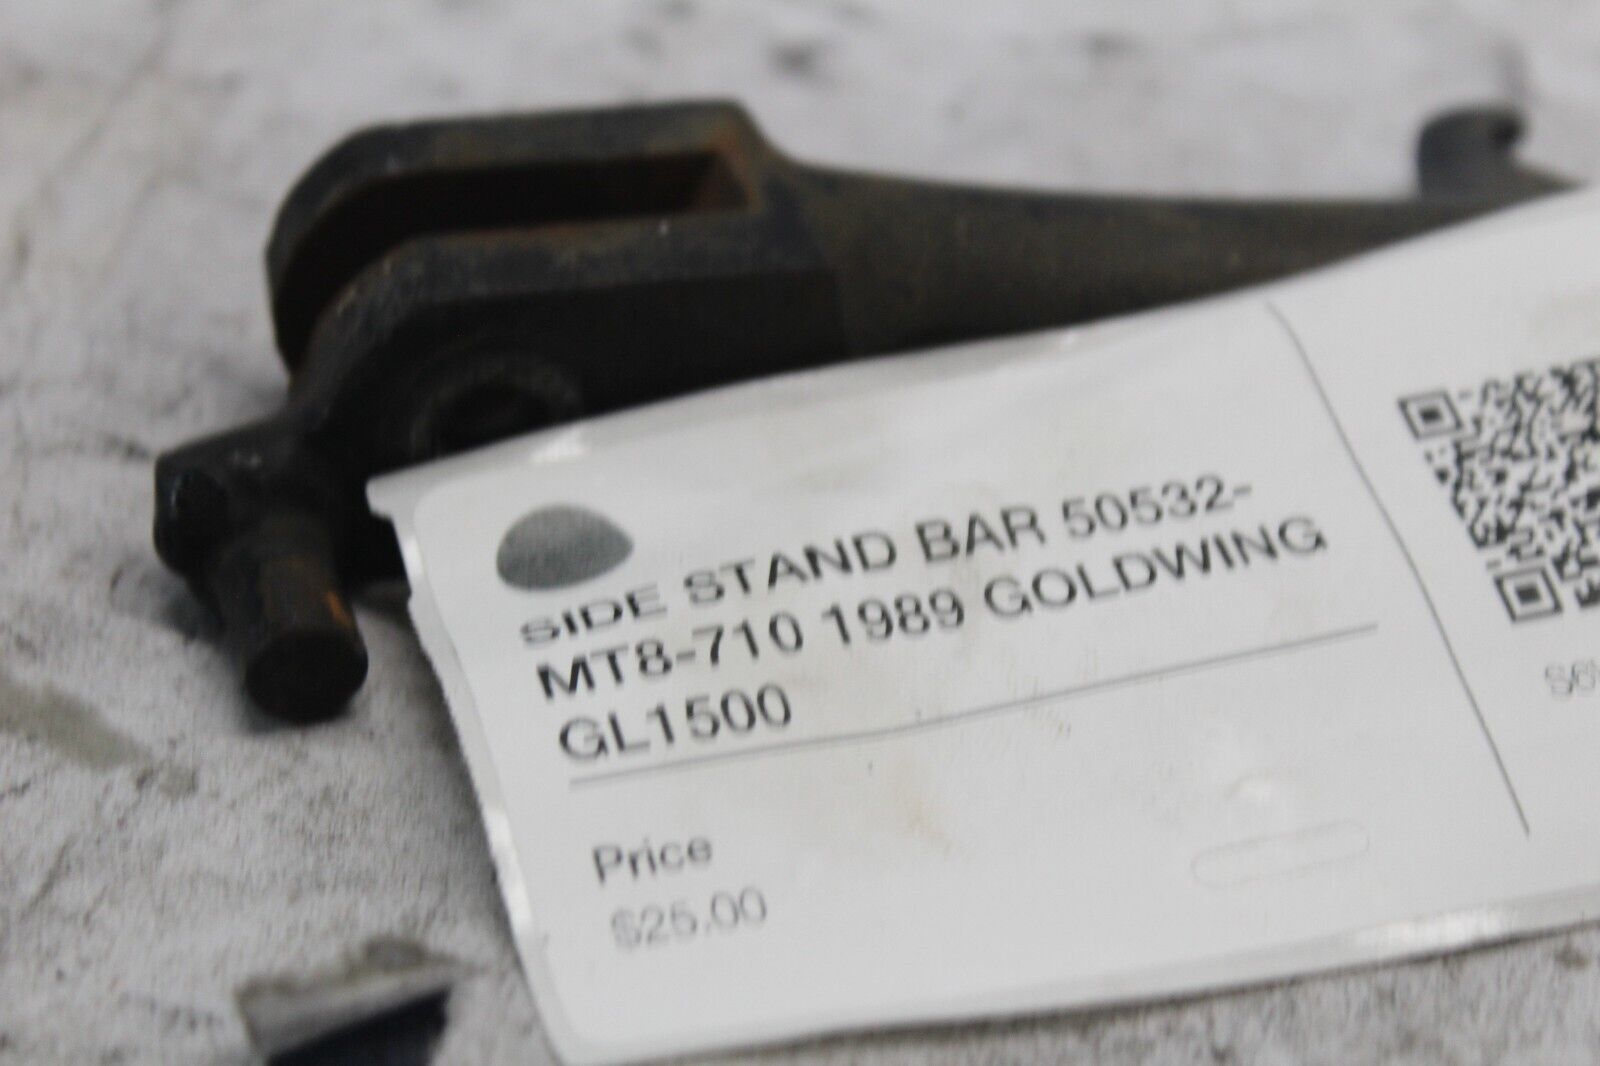 SIDE STAND BAR 50532-
MT8-710 1989 GOLDWING
GL1500
Price
$25.00